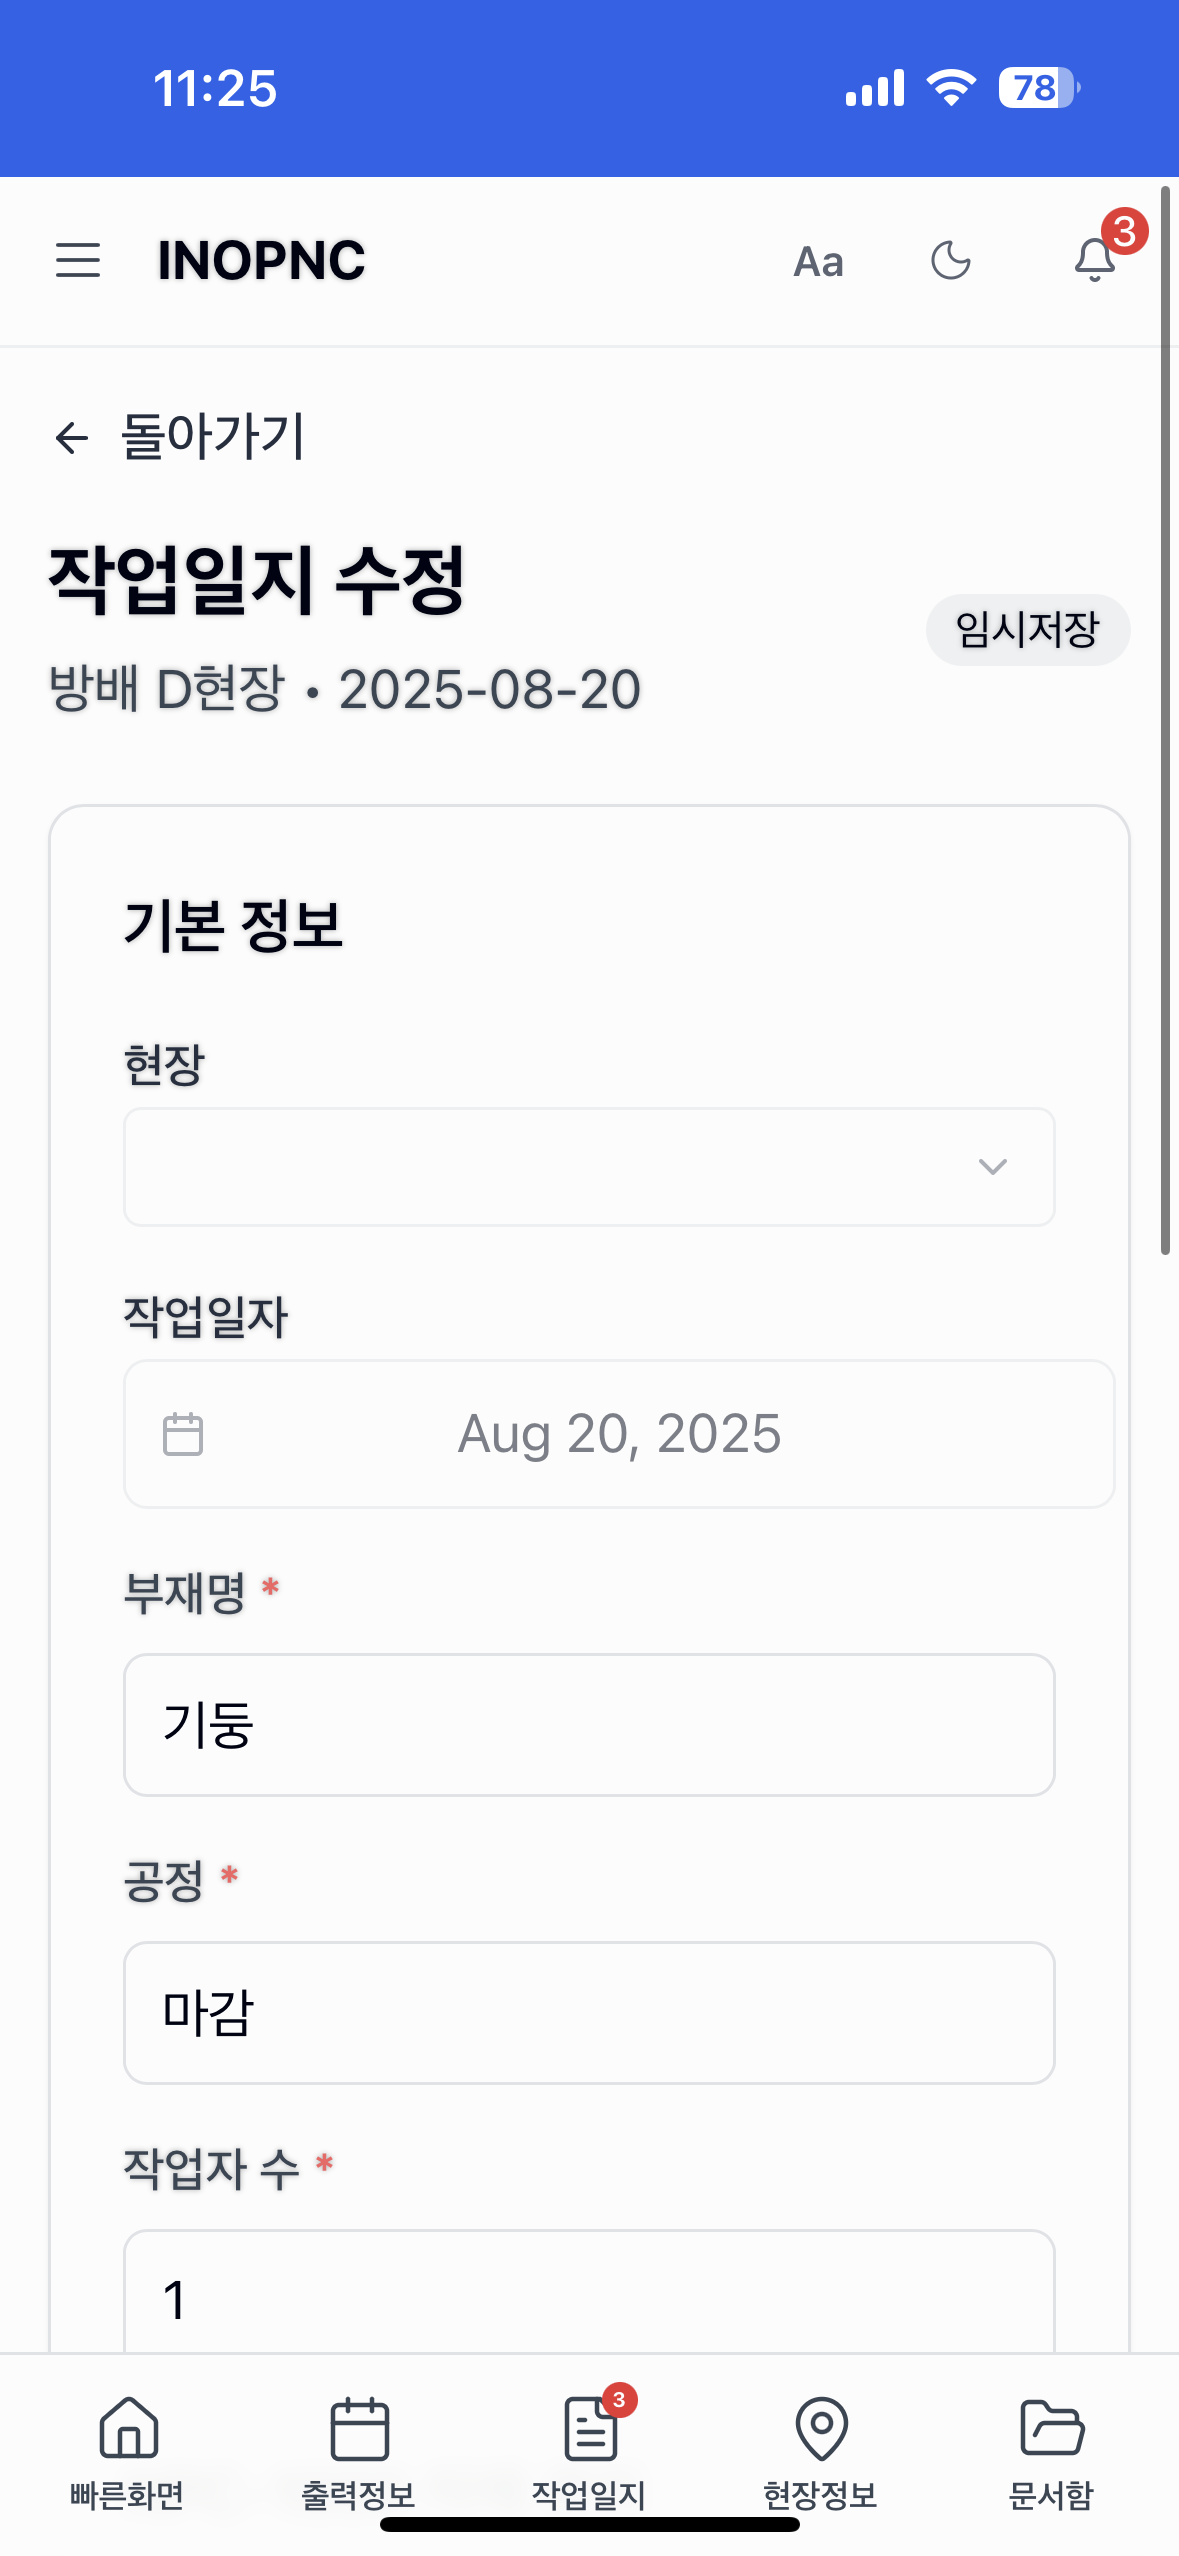 11:25
78
INOPNC
Aa
3
돌아가기
작업일지 수정
임시저장
방배 D현장 • 2025-08-20
기본 정보
현장
작업일자
Aug 20, 2025
부재명 *
기둥
공정 *
마감
작업자 수 *
1
3
빠른화면
출력정보
작업일지
현장정보
문서함